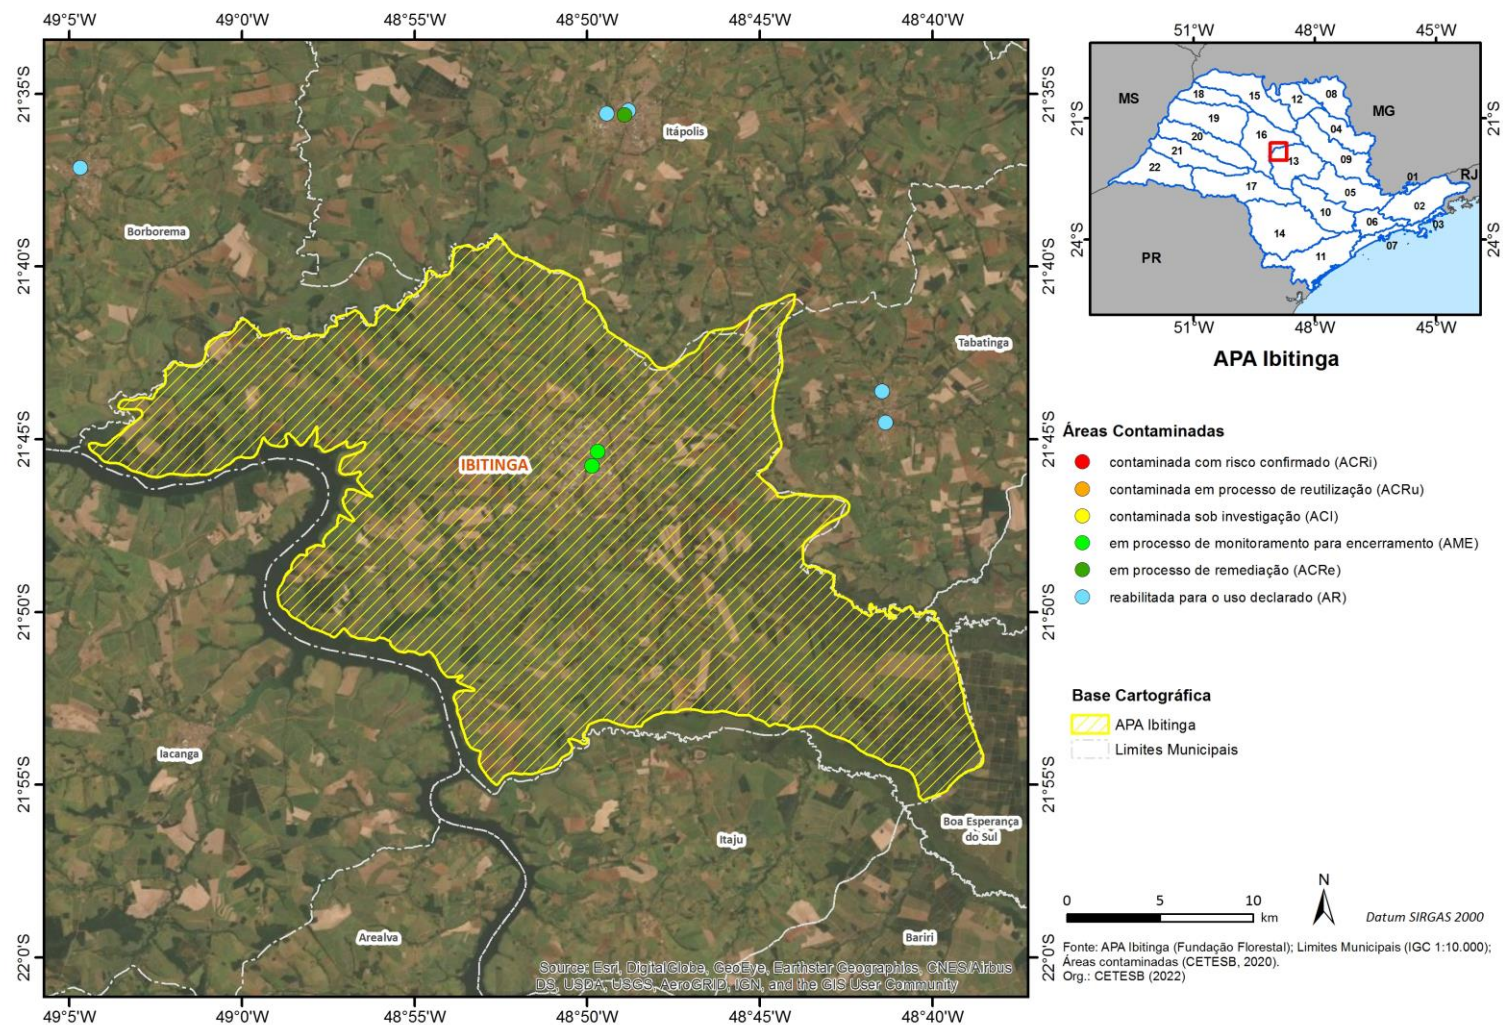 49°5'W 49°0'W 48°55'W 48°50'W 48°45'W 48°40'W
21°35'S 21°35'S
21°40'S 21°40'S
21°45'S 21°45'S
21°50'S 21°50'S
21°55'S 21°55'S
22°0'S 22°0'S
Itápolis
Borborema
Tabatinga
IBITINGA
Iacanga
Boa Esperança
do Sul
Itaju
Arealva
Bariri
Source: Esri, DigitalGlobe, GeoEye, Earthstar Geographics, CNES/Airbus
DS, USDA, USGS, AeroGRID, IGN, and the GIS User Community
49°5'W 49°0'W 48°55'W 48°50'W 48°45'W 48°40'W
51°W 48°W 45°W
21°S 21°S
24°S 24°S
MS
MG
RJ
PR
18
15
12
08
19
16
04
20
21
13
09
22
17
05
01
02
10
06
03
14
07
11
51°W 48°W 45°W
APA Ibitinga
Áreas Contaminadas
contaminada com risco confirmado (ACRi)
contaminada em processo de reutilização (ACRu)
contaminada sob investigação (ACI)
em processo de monitoramento para encerramento (AME)
em processo de remediação (ACRe)
reabilitada para o uso declarado (AR)
Base Cartográfica
APA Ibitinga
Limites Municipais
0 5 10
km
N
Datum SIRGAS 2000
Fonte: APA Ibitinga (Fundação Florestal); Limites Municipais (IGC 1:10.000);
Áreas contaminadas (CETESB, 2020).
Org.: CETESB (2022)